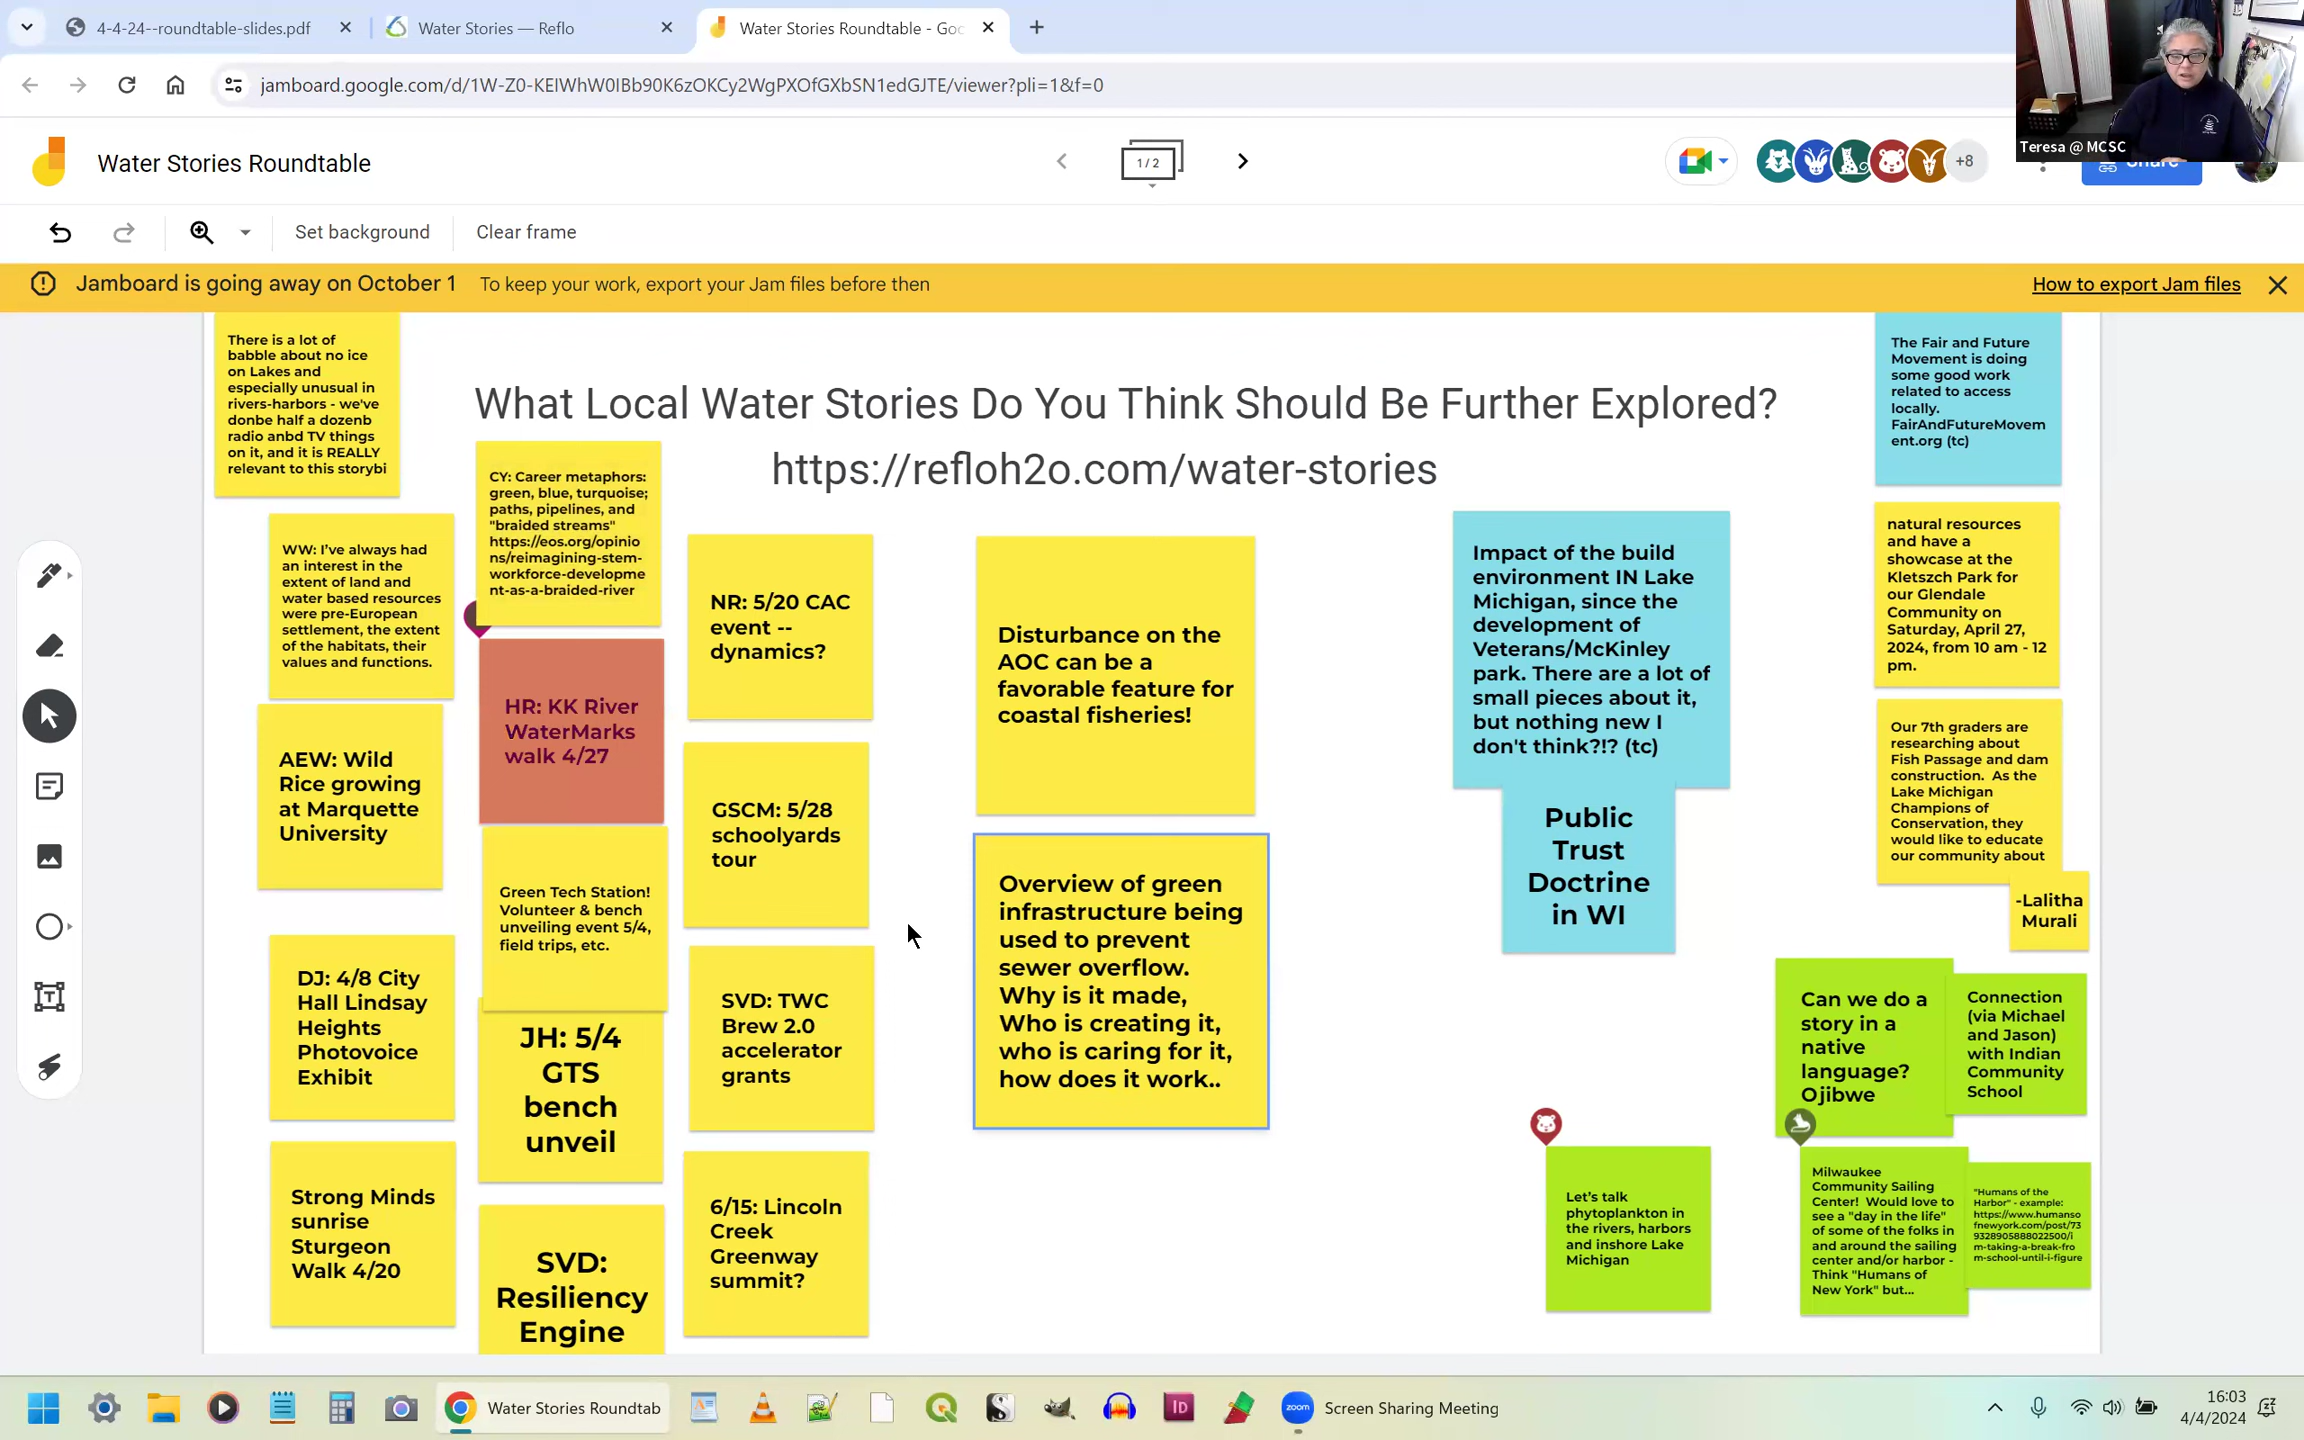 4-4-24--roundtable-slides.pdf
Water Stories — Reflo
Water Stories Roundtable - Goo
jamboard.google.com/d/1W-Z0-KEIWhW0IBb90K6zOKCy2WgPXOfGXbSN1edGJTE/viewer?pli=1&f=0
Teresa @ MCSC
Water Stories Roundtable
1 / 2
+8
Share
Set background
Clear frame
Jamboard is going away on October 1
To keep your work, export your Jam files before then
How to export Jam files
What Local Water Stories Do You Think Should Be Further Explored?
https://refloh2o.com/water-stories
There is a lot of
babble about no ice
on Lakes and
especially unusual in
rivers-harbors - we've
donbe half a dozenb
radio anbd TV things
on it, and it is REALLY
relevant to this storybi
WW: I've always had
an interest in the
extent of land and
water based resources
were pre-European
settlement, the extent
of the habitats, their
values and functions.
AEW: Wild
Rice growing
at Marquette
University
DJ: 4/8 City
Hall Lindsay
Heights
Photovoice
Exhibit
Strong Minds
sunrise
Sturgeon
Walk 4/20
CY: Career metaphors:
green, blue, turquoise;
paths, pipelines, and
"braided streams"
https://eos.org/opinio
ns/reimagining-stem-
workforce-developme
nt-as-a-braided-river
HR: KK River
WaterMarks
walk 4/27
Green Tech Station!
Volunteer & bench
unveiling event 5/4,
field trips, etc.
JH: 5/4
GTS
bench
unveil
SVD:
Resiliency
Engine
NR: 5/20 CAC
event --
dynamics?
GSCM: 5/28
schoolyards
tour
SVD: TWC
Brew 2.0
accelerator
grants
6/15: Lincoln
Creek
Greenway
summit?
Disturbance on the
AOC can be a
favorable feature for
coastal fisheries!
Overview of green
infrastructure being
used to prevent
sewer overflow.
Why is it made,
Who is creating it,
who is caring for it,
how does it work..
Impact of the build
environment IN Lake
Michigan, since the
development of
Veterans/McKinley
park. There are a lot of
small pieces about it,
but nothing new I
don't think?!? (tc)
Public
Trust
Doctrine
in WI
The Fair and Future
Movement is doing
some good work
related to access
locally.
FairAndFutureMovem
ent.org (tc)
natural resources
and have a
showcase at the
Kletszch Park for
our Glendale
Community on
Saturday, April 27,
2024, from 10 am - 12
pm.
Our 7th graders are
researching about
Fish Passage and dam
construction. As the
Lake Michigan
Champions of
Conservation, they
would like to educate
our community about
-Lalitha
Murali
Can we do a
story in a
native
language?
Ojibwe
Connection
(via Michael
and Jason)
with Indian
Community
School
Let's talk
phytoplankton in
the rivers, harbors
and inshore Lake
Michigan
Milwaukee
Community Sailing
Center! Would love to
see a "day in the life"
of some of the folks in
and around the sailing
center and/or harbor -
Think "Humans of
New York" but...
"Humans of the
Harbor" - example:
https://www.humanso
fnewyork.com/post/73
9328905888022500/i
m-taking-a-break-fro
m-school-until-i-figure
Water Stories Roundtab
ID
zoom
Screen Sharing Meeting
16:03
4/4/2024